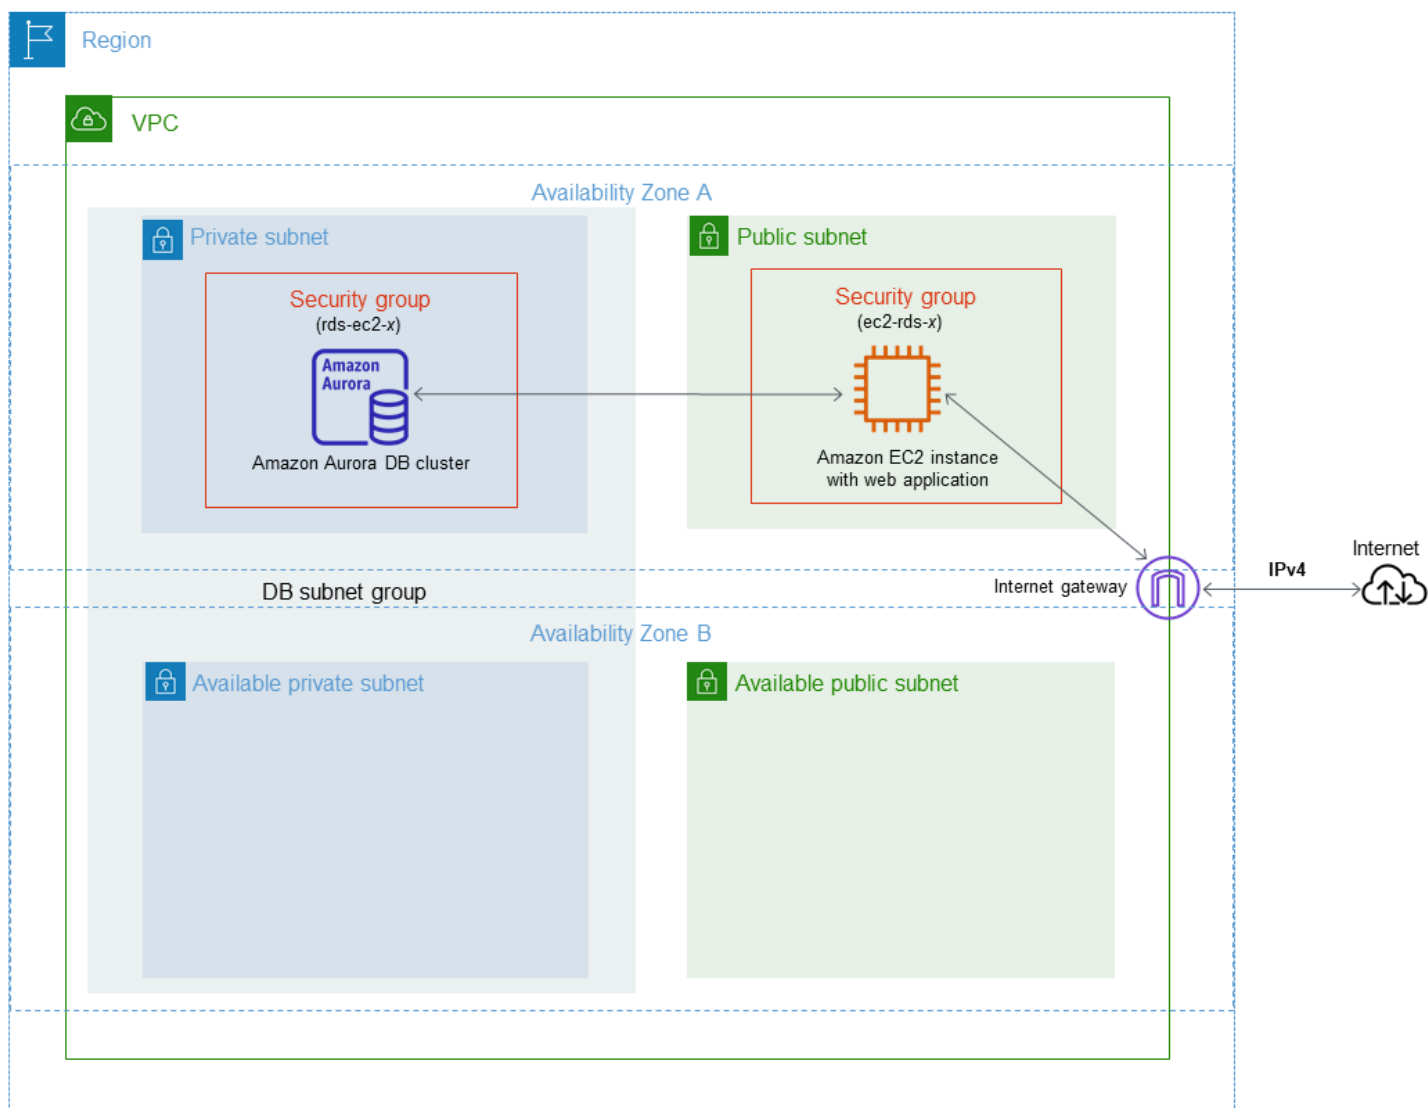 Region
VPC
Availability Zone A
Private subnet
Public subnet
Security group
(rds-ec2-x)
Amazon
Aurora
Amazon Aurora DB cluster
Security group
(ec2-rds-x)
Amazon EC2 instance
with web application
Internet
IPv4
Internet gateway
DB subnet group
Availability Zone B
Available private subnet
Available public subnet